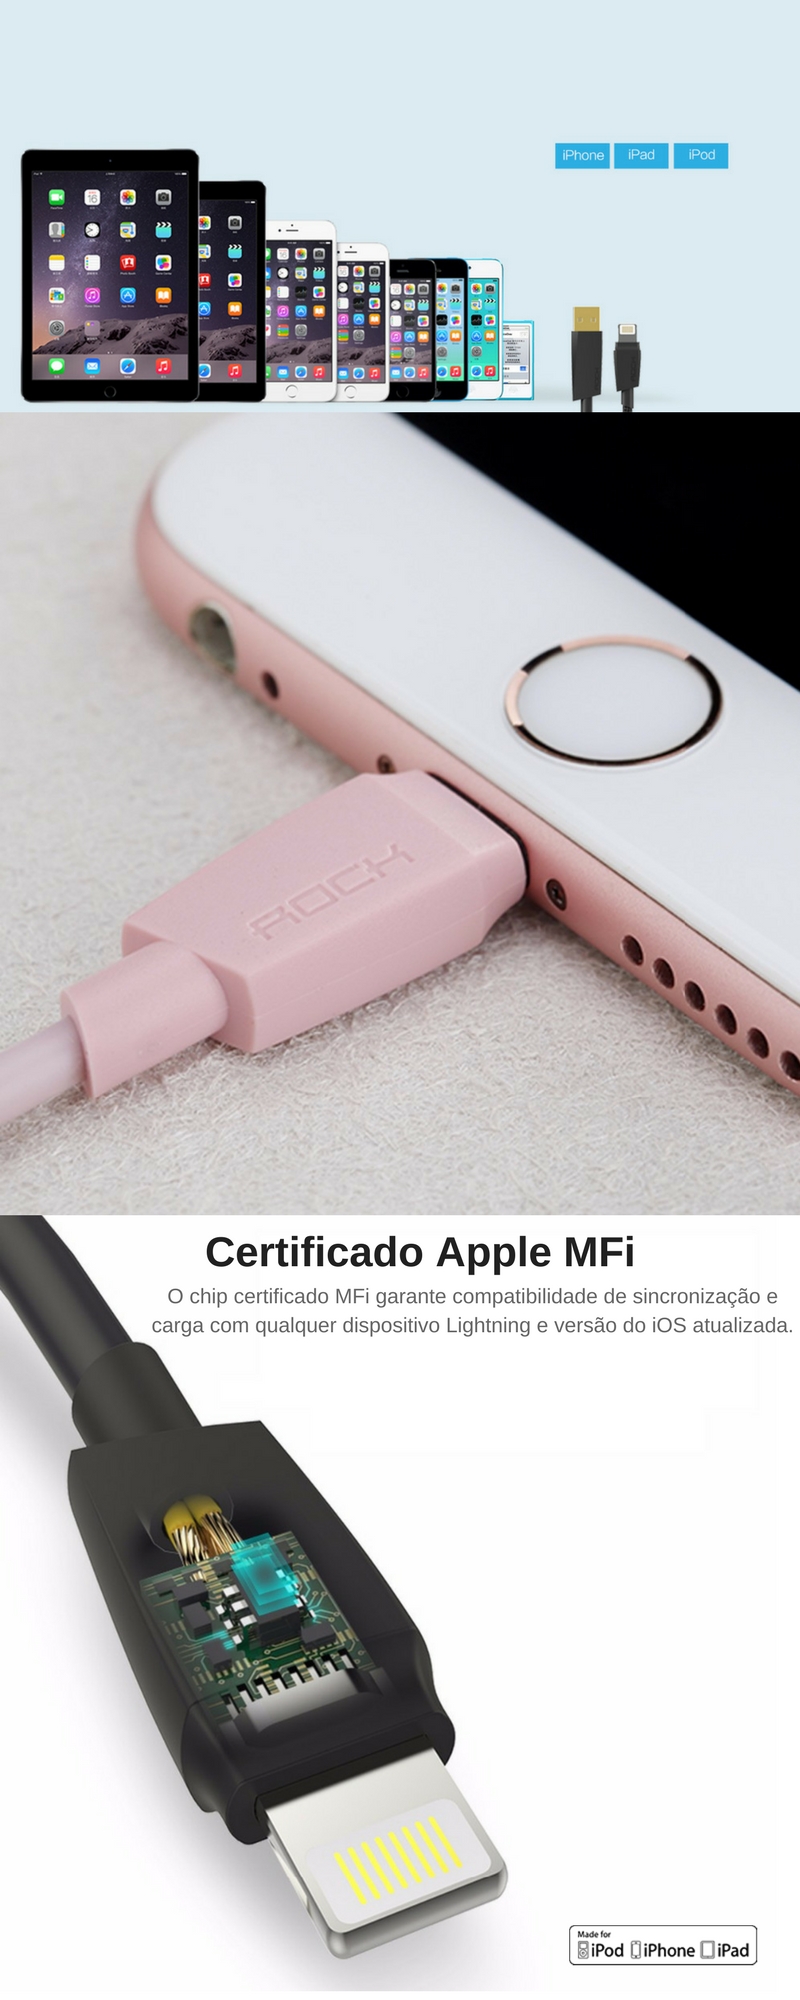 iPhone
iPad
iPod
ROCK
Certificado Apple MFi
O chip certificado MFi garante compatibilidade de sincronização e
carga com qualquer dispositivo Lightning e versão do iOS atualizada.
Made for
iPod iPhone iPad